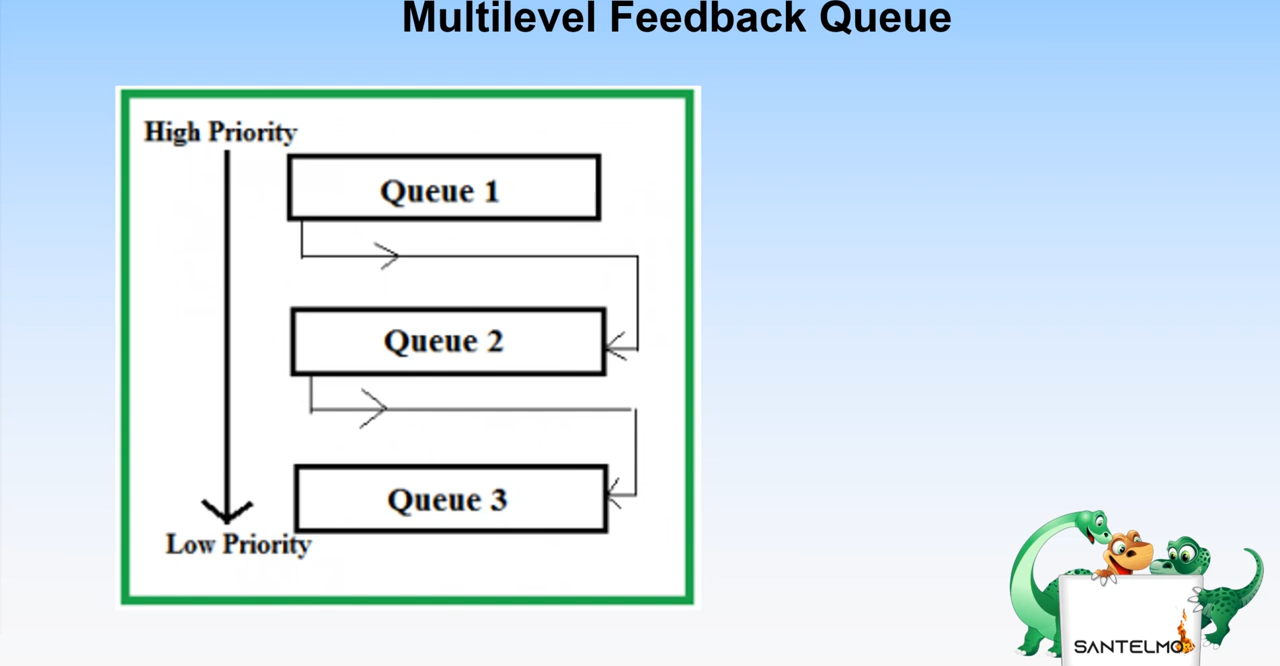 Multilevel Feedback Queue
High Priority
Queue 1
Queue 2
Queue 3
Low Priority
SANTELMO